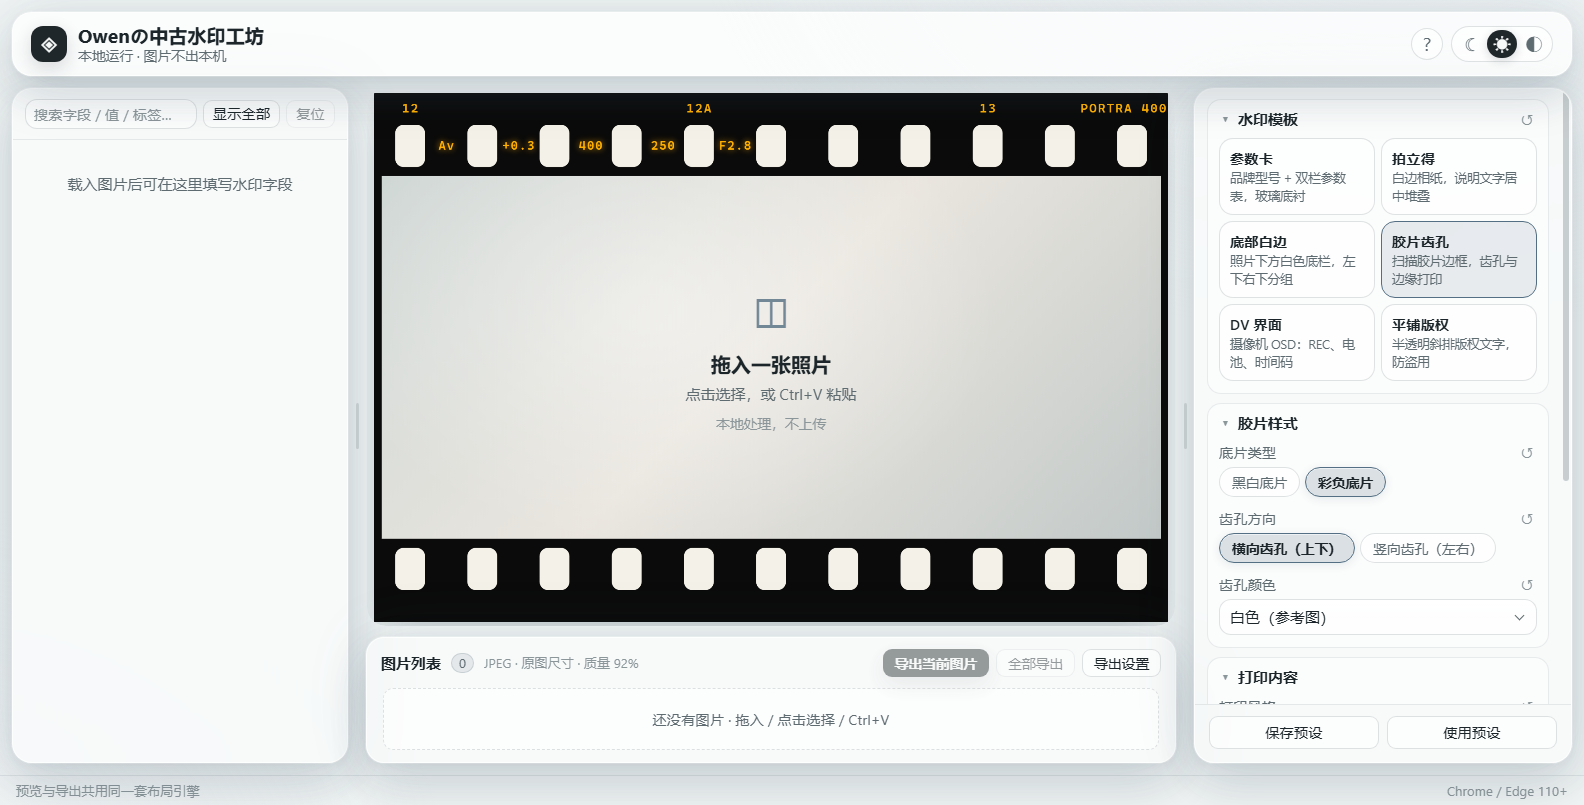 Owenの中古水印工坊
本地运行 · 图片不出本机
?
搜索字段 / 值 / 标签...
显示全部
复位
载入图片后可在这里填写水印字段
12
12A
13
PORTRA 400
Av
+0.3
400
250
F2.8
拖入一张照片
点击选择，或 Ctrl+V 粘贴
本地处理，不上传
图片列表
0
JPEG · 原图尺寸 · 质量 92%
导出当前图片
全部导出
导出设置
还没有图片 · 拖入 / 点击选择 / Ctrl+V
水印模板
参数卡
品牌型号 + 双栏参数
表，玻璃底衬
拍立得
白边相纸，说明文字居
中堆叠
底部白边
照片下方白色底栏，左
下右下分组
胶片齿孔
扫描胶片边框，齿孔与
边缘打印
DV 界面
摄像机 OSD：REC、电
池、时间码
平铺版权
半透明斜排版权文字，
防盗用
胶片样式
底片类型
黑白底片
彩负底片
齿孔方向
横向齿孔（上下）
竖向齿孔（左右）
齿孔颜色
白色（参考图）
打印内容
保存预设
使用预设
预览与导出共用同一套布局引擎
Chrome / Edge 110+